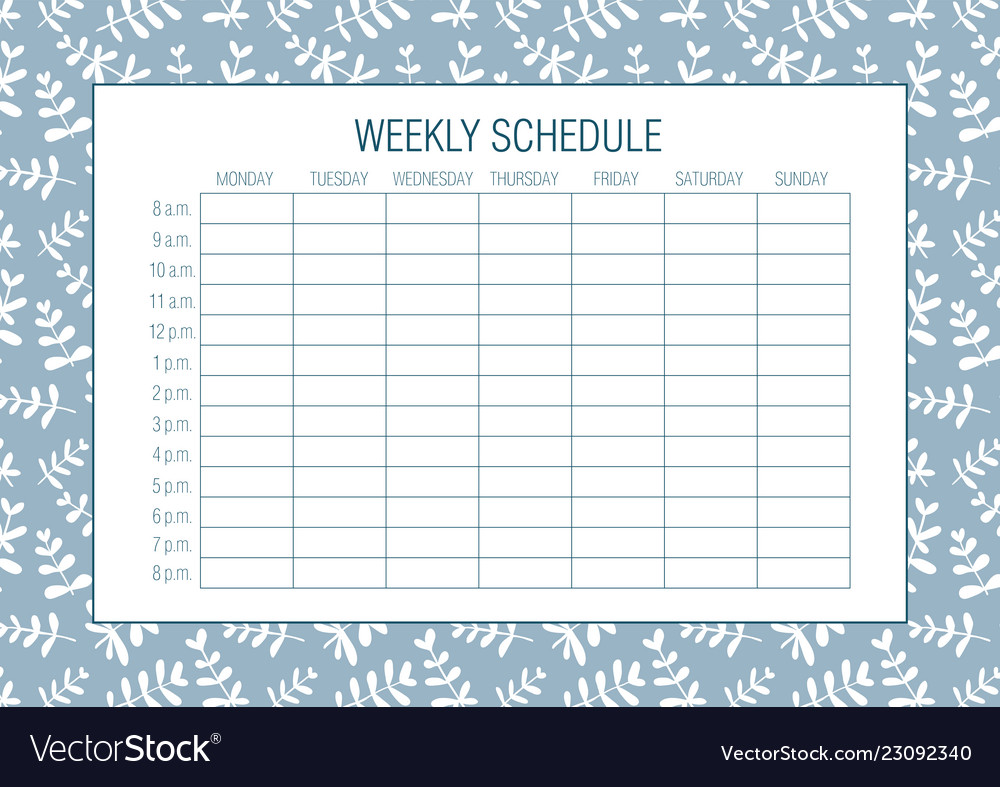 WEEKLY SCHEDULE
MONDAY TUESDAY WEDNESDAY THURSDAY FRIDAY SATURDAY SUNDAY
8 a.m.
9 a.m.
10 a.m.
11 a.m.
12 p.m.
1 p.m.
2 p.m.
3 p.m.
4 p.m.
5 p.m.
6 p.m.
7 p.m.
8 p.m.
VectorStock®
VectorStock.com/23092340